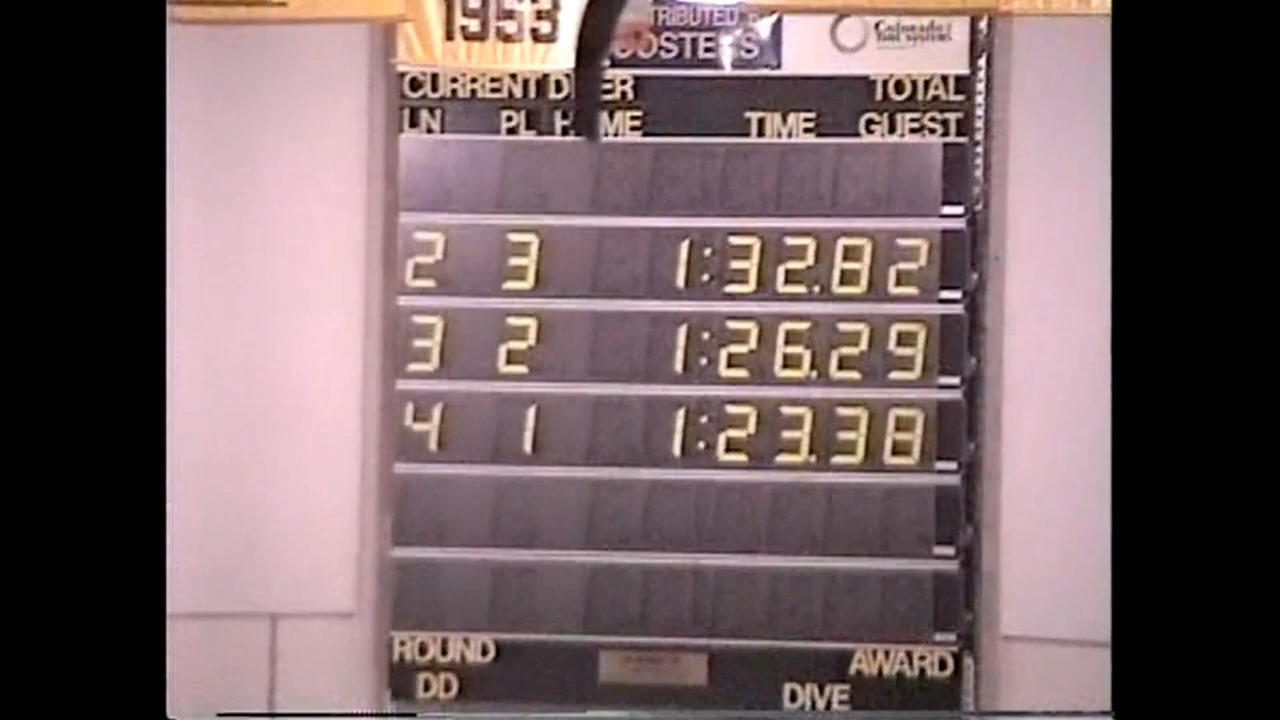 1953
Colorado
CURRENT TOTAL
LN PL TIME GUEST
2 3 1:32.82
3 2 1:26.29
4 1 1:23.38
ROUND AWARD
DD DIVE